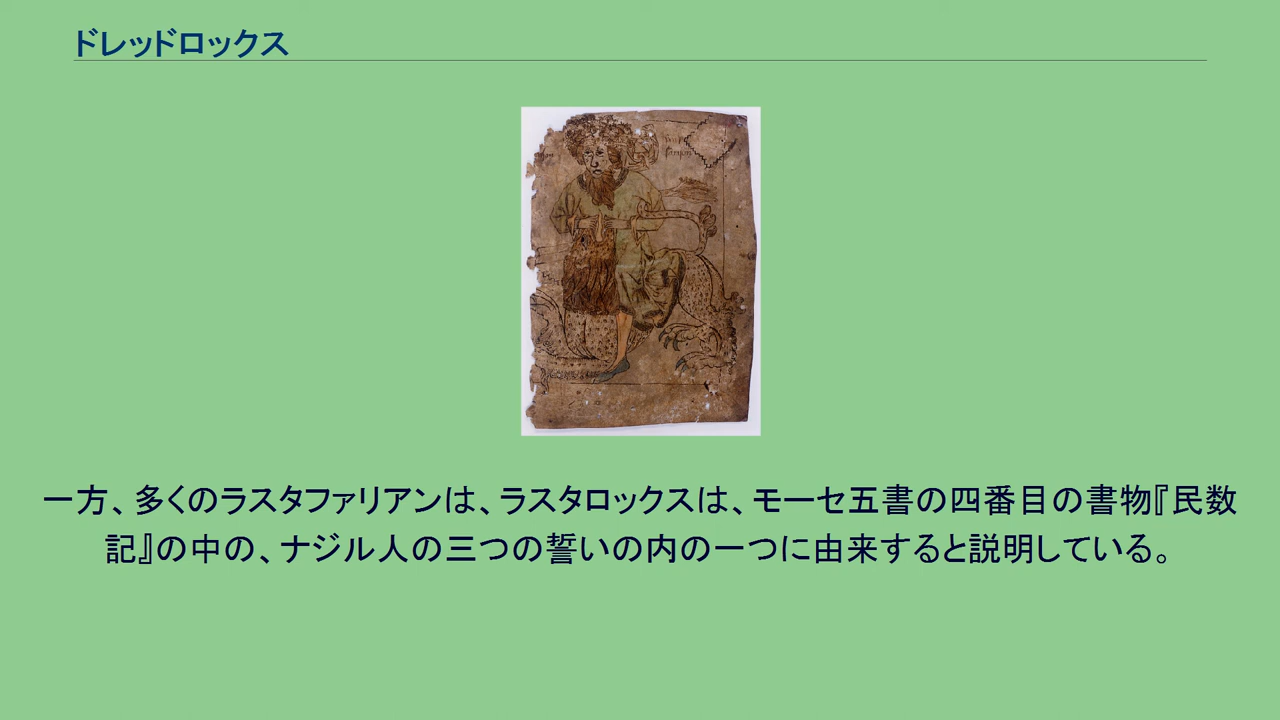 ドレッドロックス
一方、多くのラスタファリアンは、ラスタロックスは、モーセ五書の四番目の書物『民数
記』の中の、ナジル人の三つの誓いの内の一つに由来すると説明している。